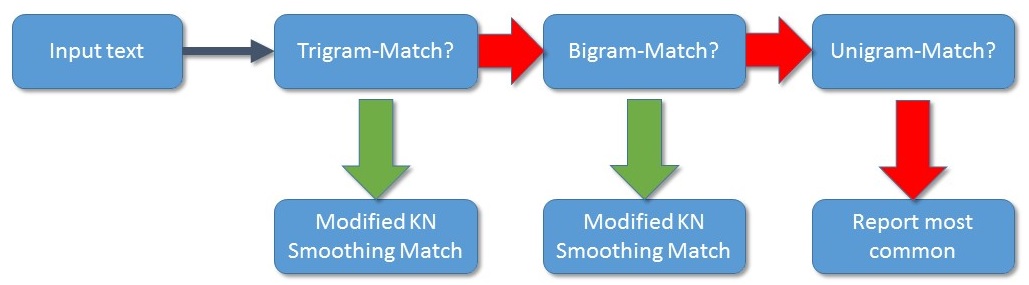 Input text
Trigram-Match?
Bigram-Match?
Unigram-Match?
Modified KN
Smoothing Match
Modified KN
Smoothing Match
Report most
common